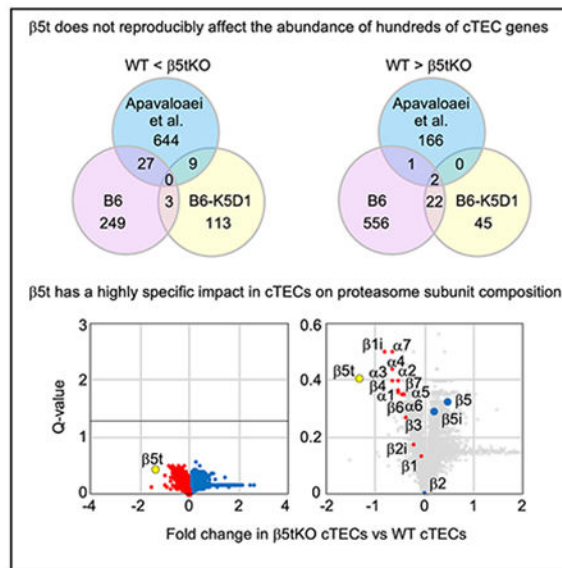 β5t does not reproducibly affect the abundance of hundreds of cTEC genes
WT < β5tKO
WT > β5tKO
Apavaloaei
et al.
644
27
9
0
B6
3
B6-K5D1
249
113
Apavaloaei
et al.
166
1
0
2
B6
22
B6-K5D1
556
45
β5t has a highly specific impact in cTECs on proteasome subunit composition
Q-value
3
2
1
0
β5t
-4
-2
0
2
4
0.6
0.4
0.2
0
β1i
α7
α4
β5t
α3
α2
β4
β7
α1
α5
β5
β6
α6
β5i
β3
β2i
β1
β2
-2
-1
0
1
2
Fold change in β5tKO cTECs vs WT cTECs